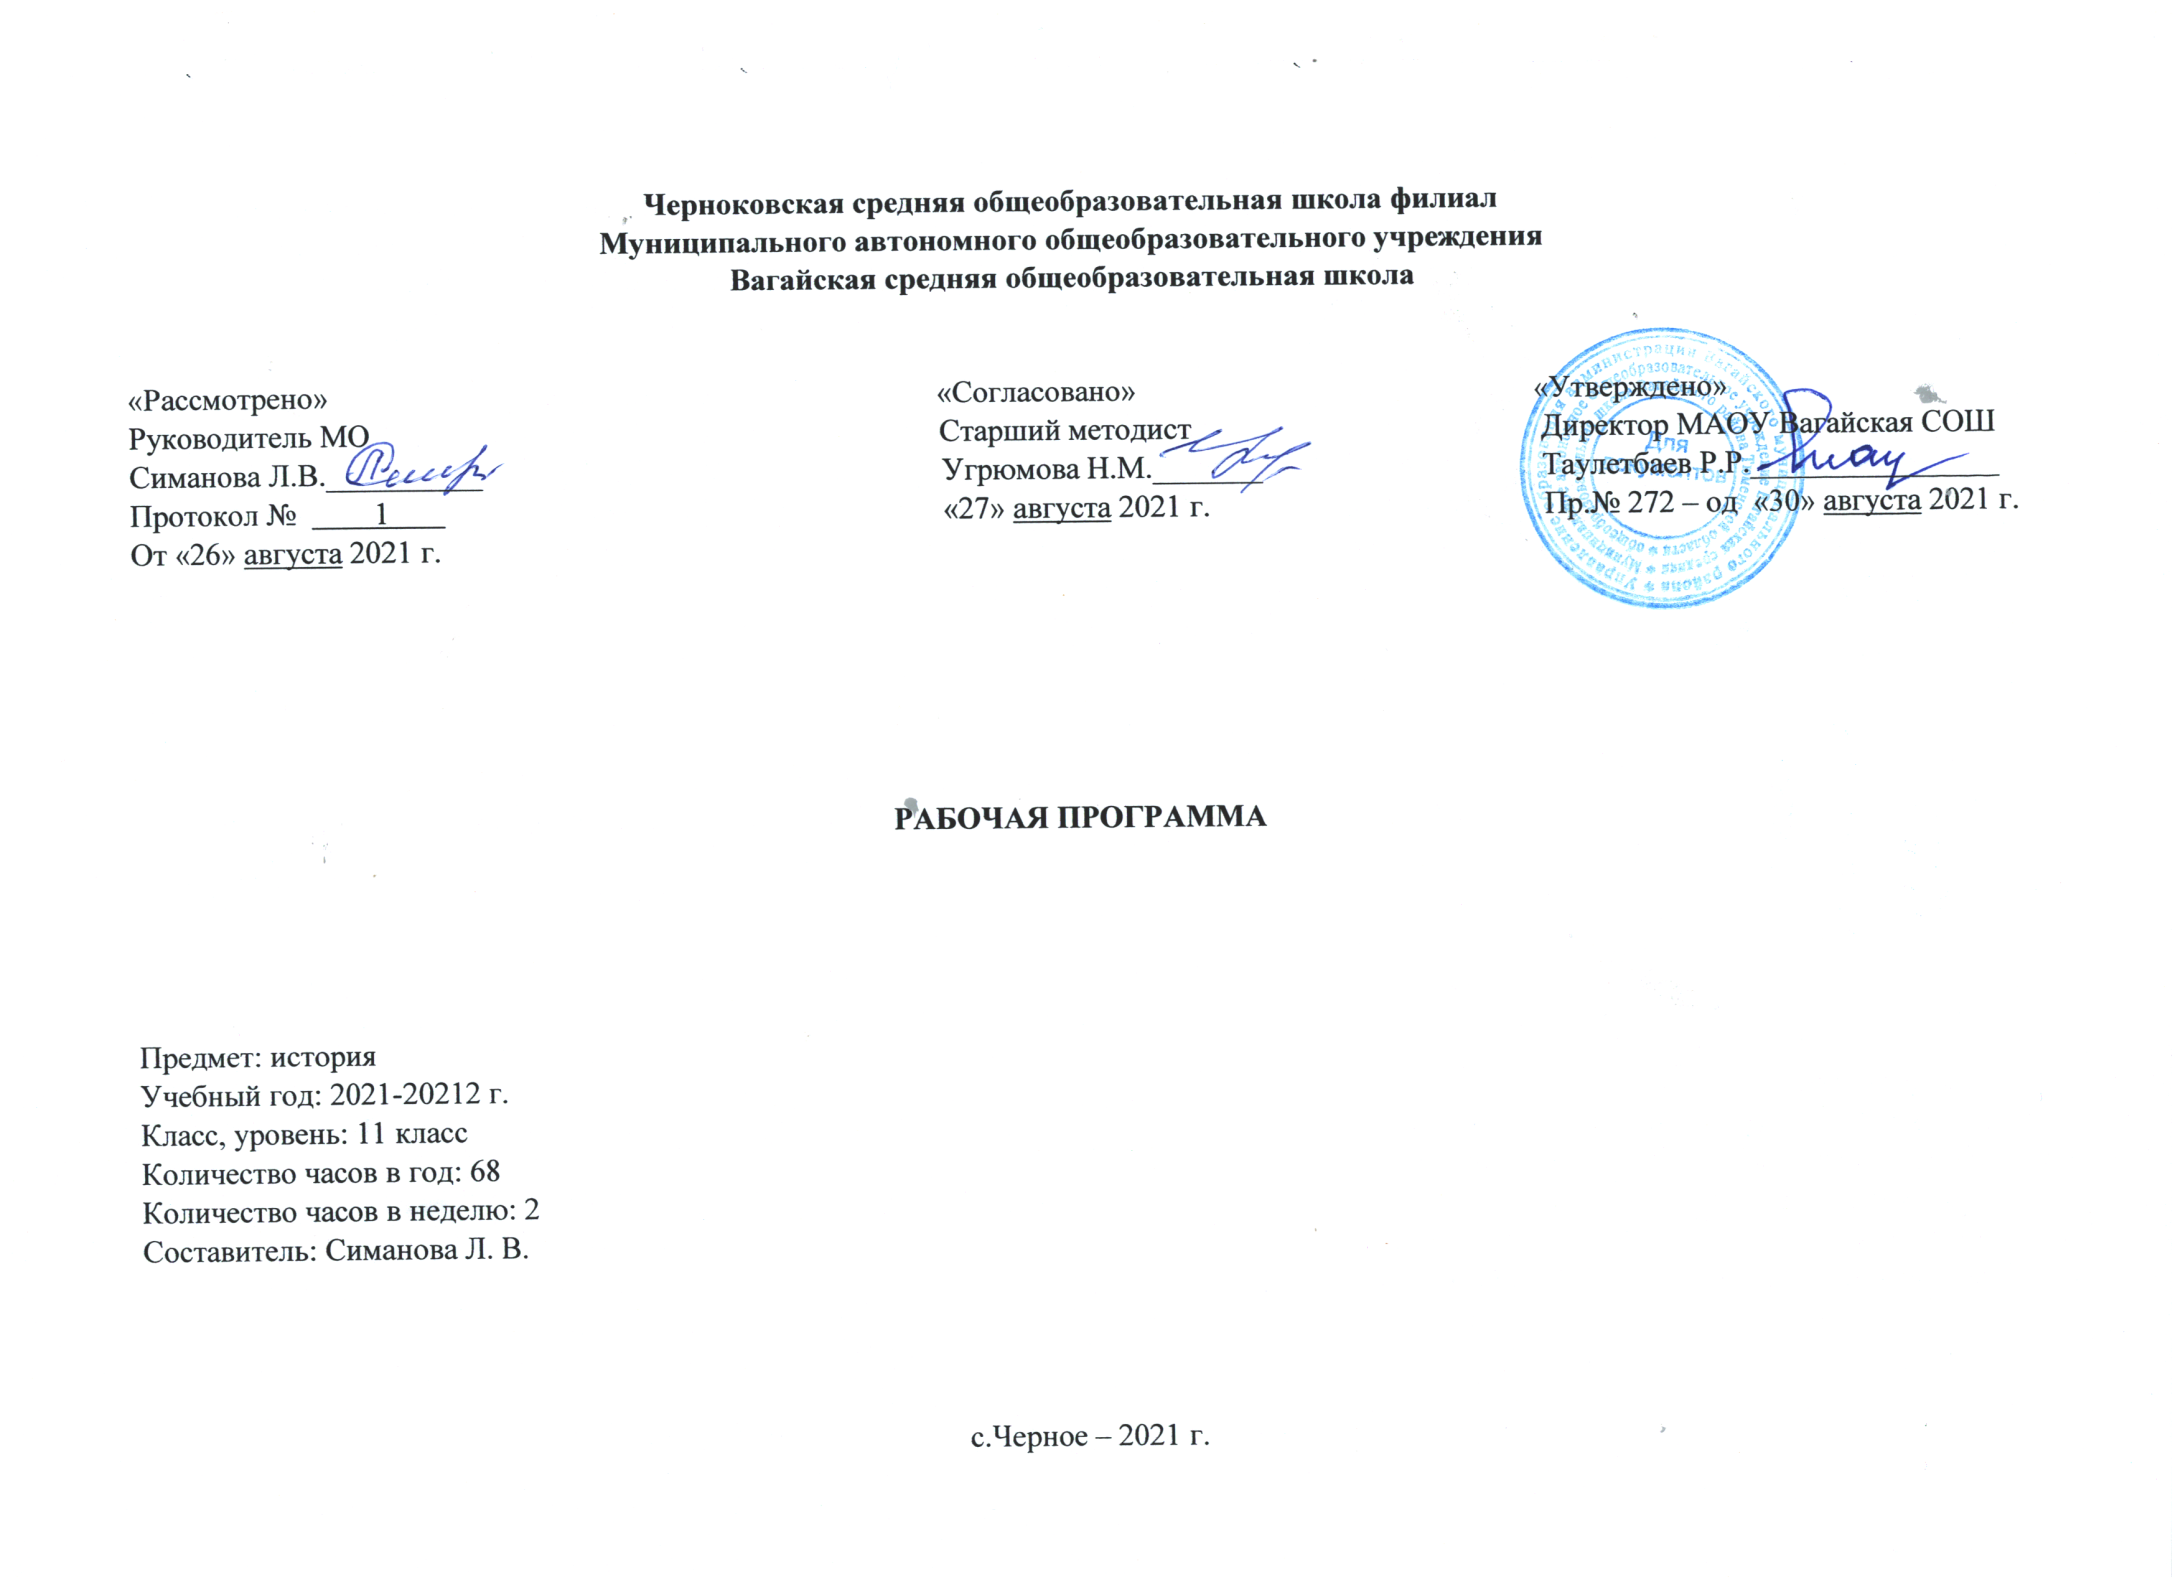 Черноковская средняя общеобразовательная школа филиал
Муниципального автономного общеобразовательного учреждения
Вагайская средняя общеобразовательная школа
«Рассмотрено»
Руководитель МО
Симанова Л.В.
Протокол № 1
От «26» августа 2021 г.
«Согласовано»
Старший методист
Угрюмова Н.М.
«27» августа 2021 г.
«Утверждено»
Директор МАОУ Вагайская СОШ
Таулетбаев Р.Р.
Пр.№ 272 – од «30» августа 2021 г.
Для
документов
РАБОЧАЯ ПРОГРАММА
Предмет: история
Учебный год: 2021-20212 г.
Класс, уровень: 11 класс
Количество часов в год: 68
Количество часов в неделю: 2
Составитель: Симанова Л. В.
с.Черное – 2021 г.